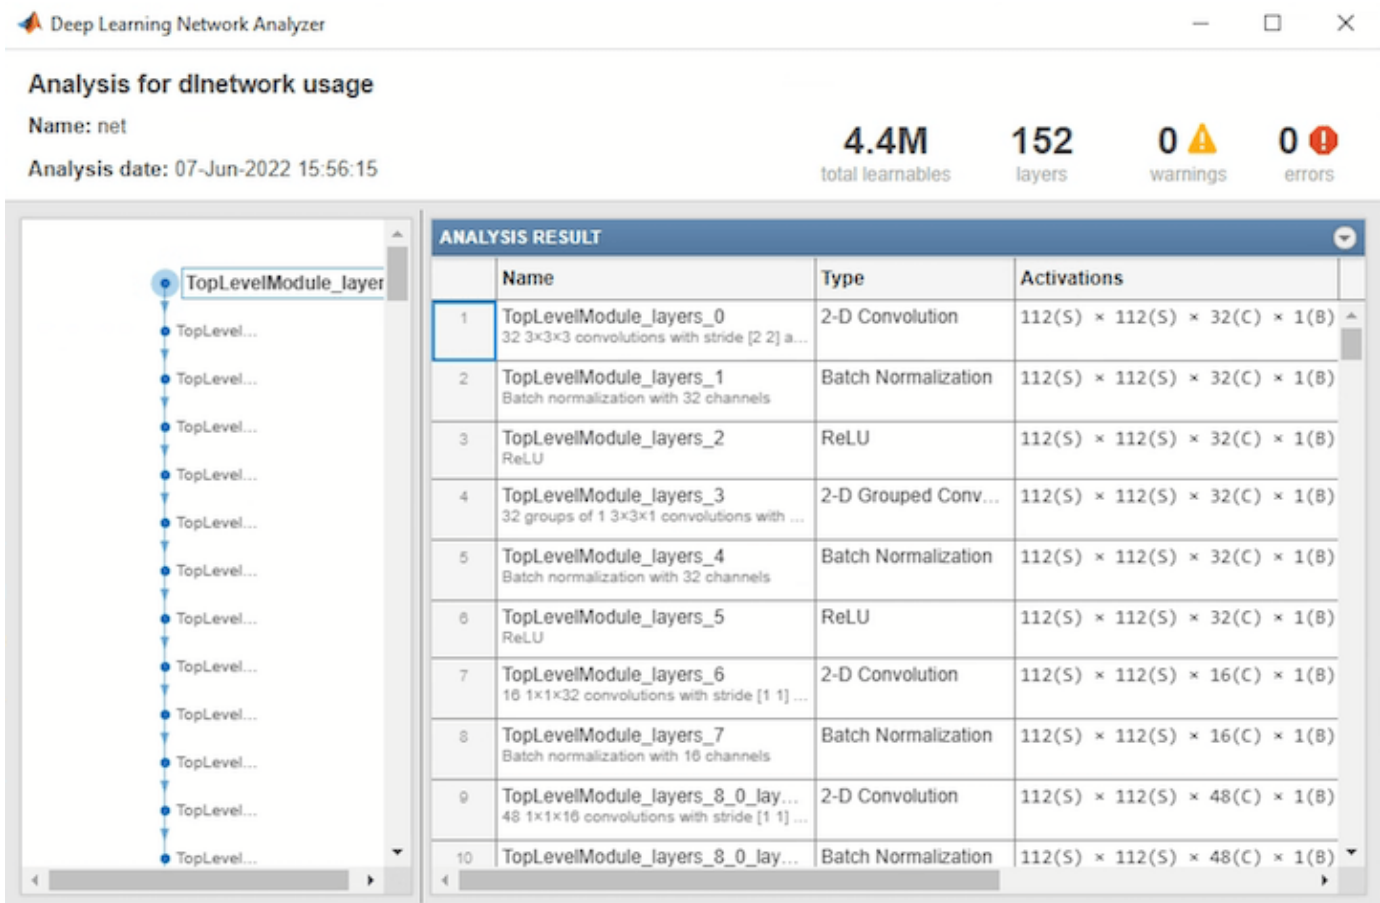 Deep Learning Network Analyzer
Analysis for dlnetwork usage
Name: net
Analysis date: 07-Jun-2022 15:56:15
4.4M
total learnables
152
layers
0
warnings
0
errors
TopLevelModule_layer
TopLevel...
TopLevel...
TopLevel...
TopLevel...
TopLevel...
TopLevel...
TopLevel...
TopLevel...
TopLevel...
TopLevel...
TopLevel...
TopLevel...
ANALYSIS RESULT
Name Type Activations
1 TopLevelModule_layers_0 2-D Convolution 112(S) × 112(S) × 32(C) × 1(B)
32 3×3×3 convolutions with stride [2 2] a...
2 TopLevelModule_layers_1 Batch Normalization 112(S) × 112(S) × 32(C) × 1(B)
Batch normalization with 32 channels
3 TopLevelModule_layers_2 ReLU 112(S) × 112(S) × 32(C) × 1(B)
ReLU
4 TopLevelModule_layers_3 2-D Grouped Conv... 112(S) × 112(S) × 32(C) × 1(B)
32 groups of 1 3×3×1 convolutions with ...
5 TopLevelModule_layers_4 Batch Normalization 112(S) × 112(S) × 32(C) × 1(B)
Batch normalization with 32 channels
6 TopLevelModule_layers_5 ReLU 112(S) × 112(S) × 32(C) × 1(B)
ReLU
7 TopLevelModule_layers_6 2-D Convolution 112(S) × 112(S) × 16(C) × 1(B)
16 1×1×32 convolutions with stride [1 1] ...
8 TopLevelModule_layers_7 Batch Normalization 112(S) × 112(S) × 16(C) × 1(B)
Batch normalization with 16 channels
9 TopLevelModule_layers_8_0_lay... 2-D Convolution 112(S) × 112(S) × 48(C) × 1(B)
48 1×1×16 convolutions with stride [1 1] ...
10 TopLevelModule_layers_8_0_lay... Batch Normalization 112(S) × 112(S) × 48(C) × 1(B)